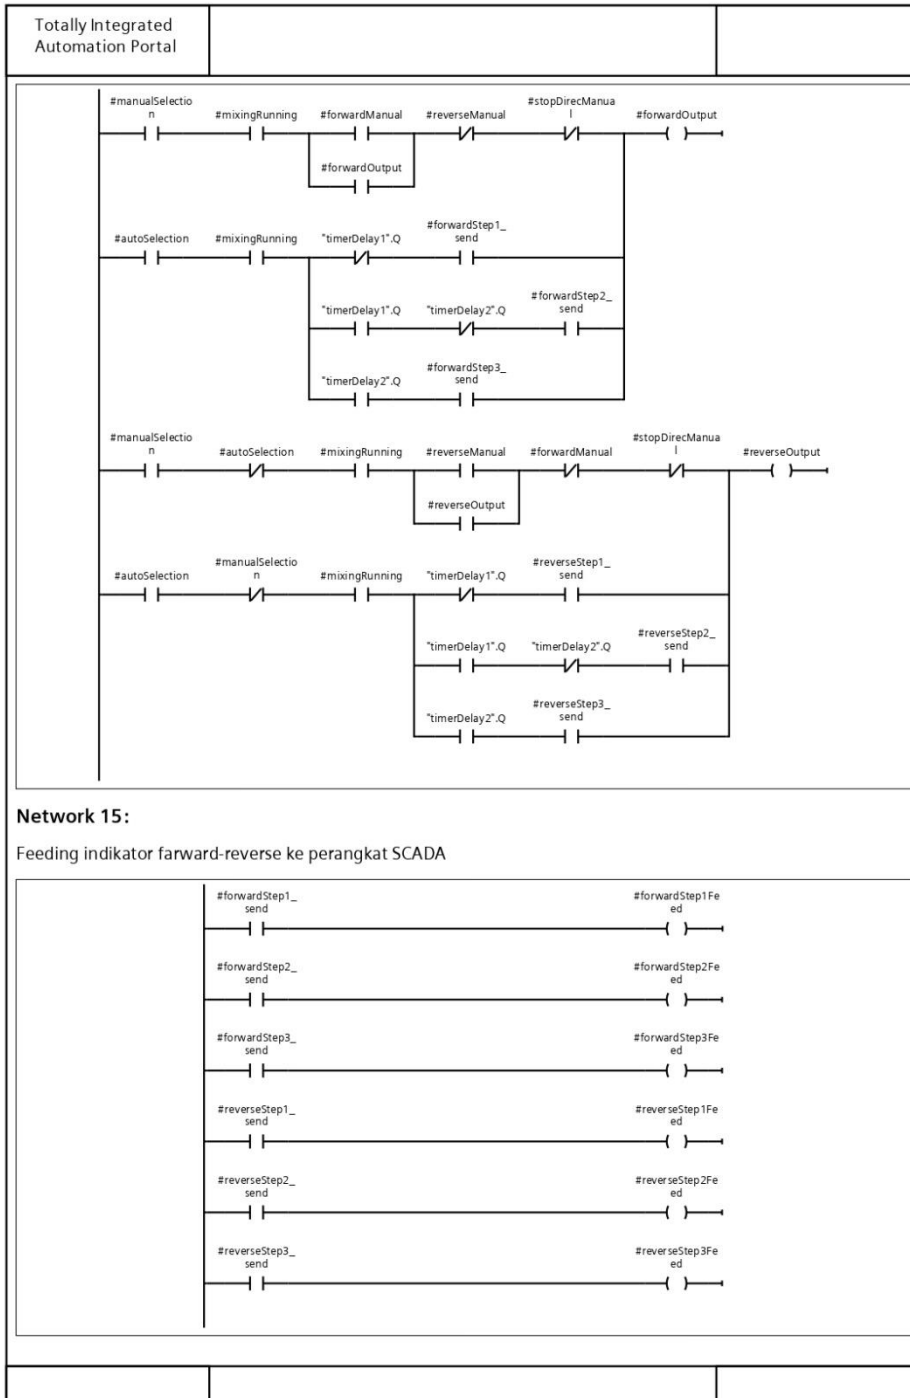 Totally Integrated
Automation Portal
#manualSelectio
n
#mixingRunning
#forwardManual
#reverseManual
#stopDirecManua
l
#forwardOutput
#forwardOutput
#autoSelection
#mixingRunning
"timerDelay1".Q
#forwardStep1_
send
"timerDelay1".Q
"timerDelay2".Q
#forwardStep2_
send
"timerDelay2".Q
#forwardStep3_
send
#manualSelectio
n
#autoSelection
#mixingRunning
#reverseManual
#forwardManual
#stopDirecManua
l
#reverseOutput
#reverseOutput
#autoSelection
#manualSelectio
n
#mixingRunning
"timerDelay1".Q
#reverseStep1_
send
"timerDelay1".Q
"timerDelay2".Q
#reverseStep2_
send
"timerDelay2".Q
#reverseStep3_
send
Network 15:
Feeding indikator farward-reverse ke perangkat SCADA
#forwardStep1_
send
#forwardStep1Fe
ed
#forwardStep2_
send
#forwardStep2Fe
ed
#forwardStep3_
send
#forwardStep3Fe
ed
#reverseStep1_
send
#reverseStep1Fe
ed
#reverseStep2_
send
#reverseStep2Fe
ed
#reverseStep3_
send
#reverseStep3Fe
ed